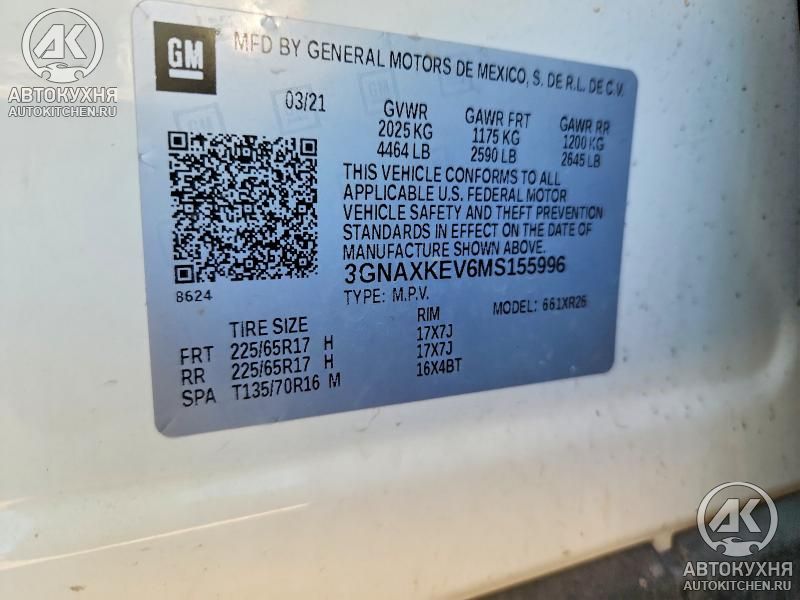 AK
АВТОКУХНЯ
AUTOKITCHEN.RU
GM
MFD BY GENERAL MOTORS DE MEXICO, S. DE R.L. DE C.V.
03/21 GVWR GAWR FRT GAWR RR
2025 KG 1175 KG 1200 KG
4464 LB 2590 LB 2645 LB
THIS VEHICLE CONFORMS TO ALL
APPLICABLE U.S. FEDERAL MOTOR
VEHICLE SAFETY AND THEFT PREVENTION
STANDARDS IN EFFECT ON THE DATE OF
MANUFACTURE SHOWN ABOVE.
3GNAXKEV6MS155996
8624
TYPE: M.P.V. MODEL: 661XR26
TIRE SIZE RIM
FRT 225/65R17 H 17X7J
RR 225/65R17 H 17X7J
SPA T135/70R16 M 16X4BT
AK
АВТОКУХНЯ
AUTOKITCHEN.RU